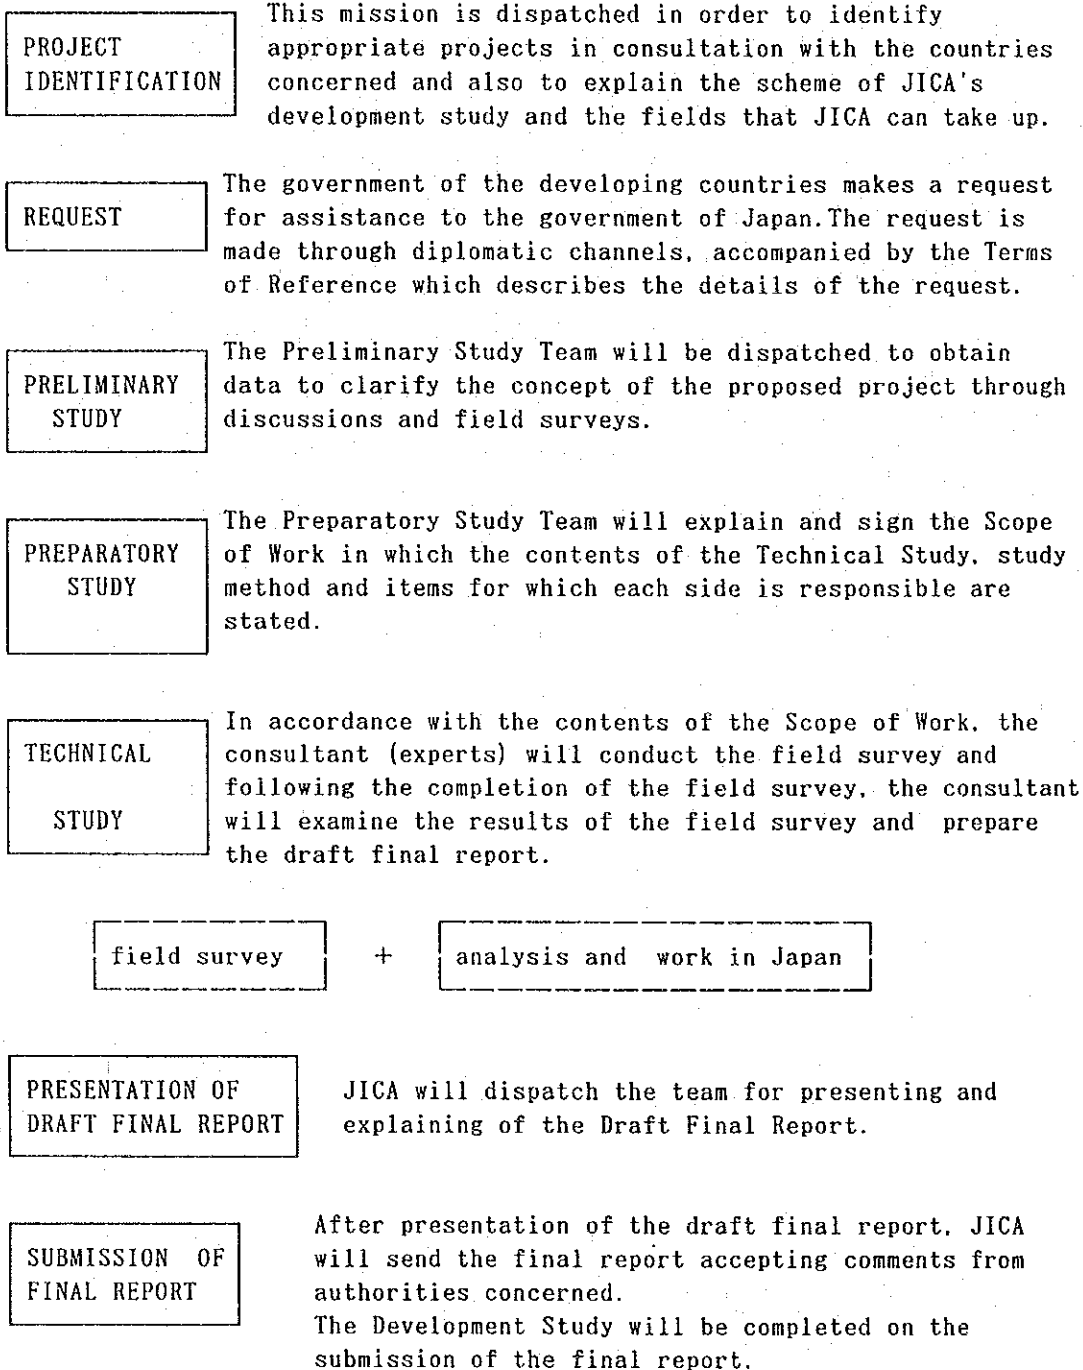 PROJECT
IDENTIFICATION
This mission is dispatched in order to identify
appropriate projects in consultation with the countries
concerned and also to explain the scheme of JICA's
development study and the fields that JICA can take up.
REQUEST
The government of the developing countries makes a request
for assistance to the government of Japan.The request is
made through diplomatic channels, accompanied by the Terms
of Reference which describes the details of the request.
PRELIMINARY
STUDY
The Preliminary Study Team will be dispatched to obtain
data to clarify the concept of the proposed project through
discussions and field surveys.
PREPARATORY
STUDY
The Preparatory Study Team will explain and sign the Scope
of Work in which the contents of the Technical Study, study
method and items for which each side is responsible are
stated.
TECHNICAL
STUDY
In accordance with the contents of the Scope of Work, the
consultant (experts) will conduct the field survey and
following the completion of the field survey, the consultant
will examine the results of the field survey and prepare
the draft final report.
field survey + analysis and work in Japan
PRESENTATION OF
DRAFT FINAL REPORT
JICA will dispatch the team for presenting and
explaining of the Draft Final Report.
SUBMISSION OF
FINAL REPORT
After presentation of the draft final report, JICA
will send the final report accepting comments from
authorities concerned.
The Development Study will be completed on the
submission of the final report.